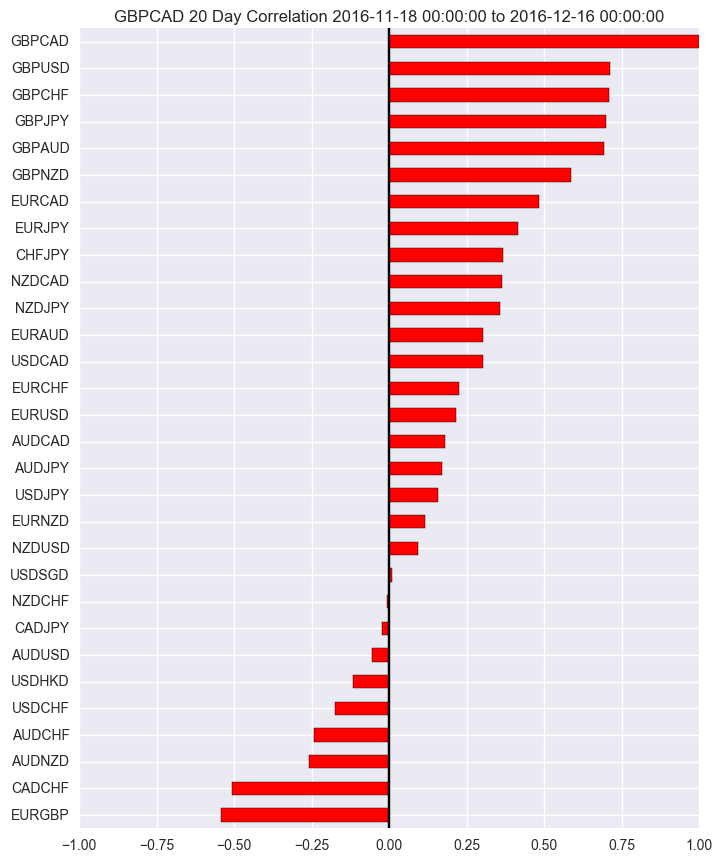 GBPCAD 20 Day Correlation 2016-11-18 00:00:00 to 2016-12-16 00:00:00
GBPCAD
GBPUSD
GBPCHF
GBPJPY
GBPAUD
GBPNZD
EURCAD
EURJPY
CHFJPY
NZDCAD
NZDJPY
EURAUD
USDCAD
EURCHF
EURUSD
AUDCAD
AUDJPY
USDJPY
EURNZD
NZDUSD
USDSGD
NZDCHF
CADJPY
AUDUSD
USDHKD
USDCHF
AUDCHF
AUDNZD
CADCHF
EURGBP
−1.00 −0.75 −0.50 −0.25 0.00 0.25 0.50 0.75 1.00